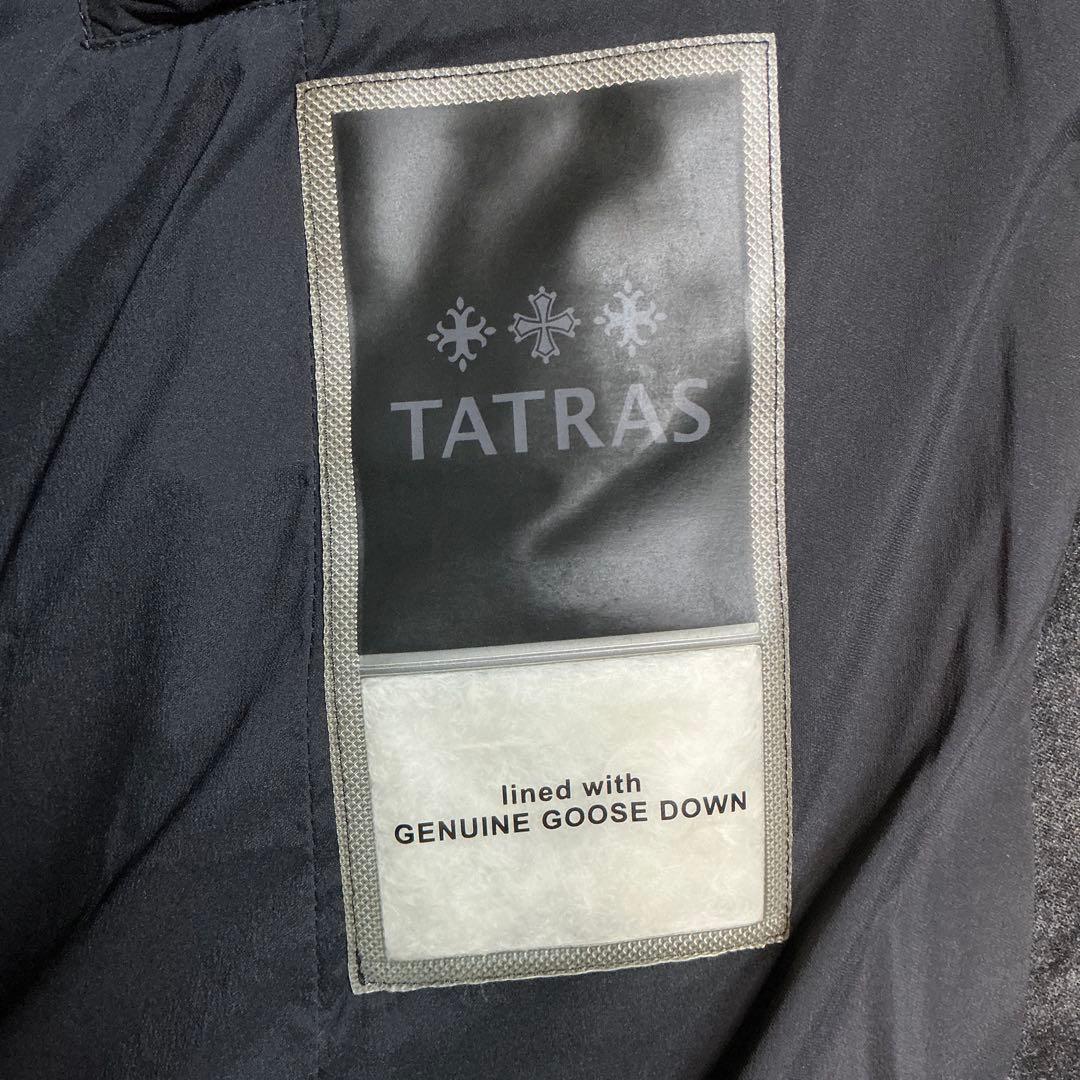 TATRAS
lined with
GENUINE GOOSE DOWN